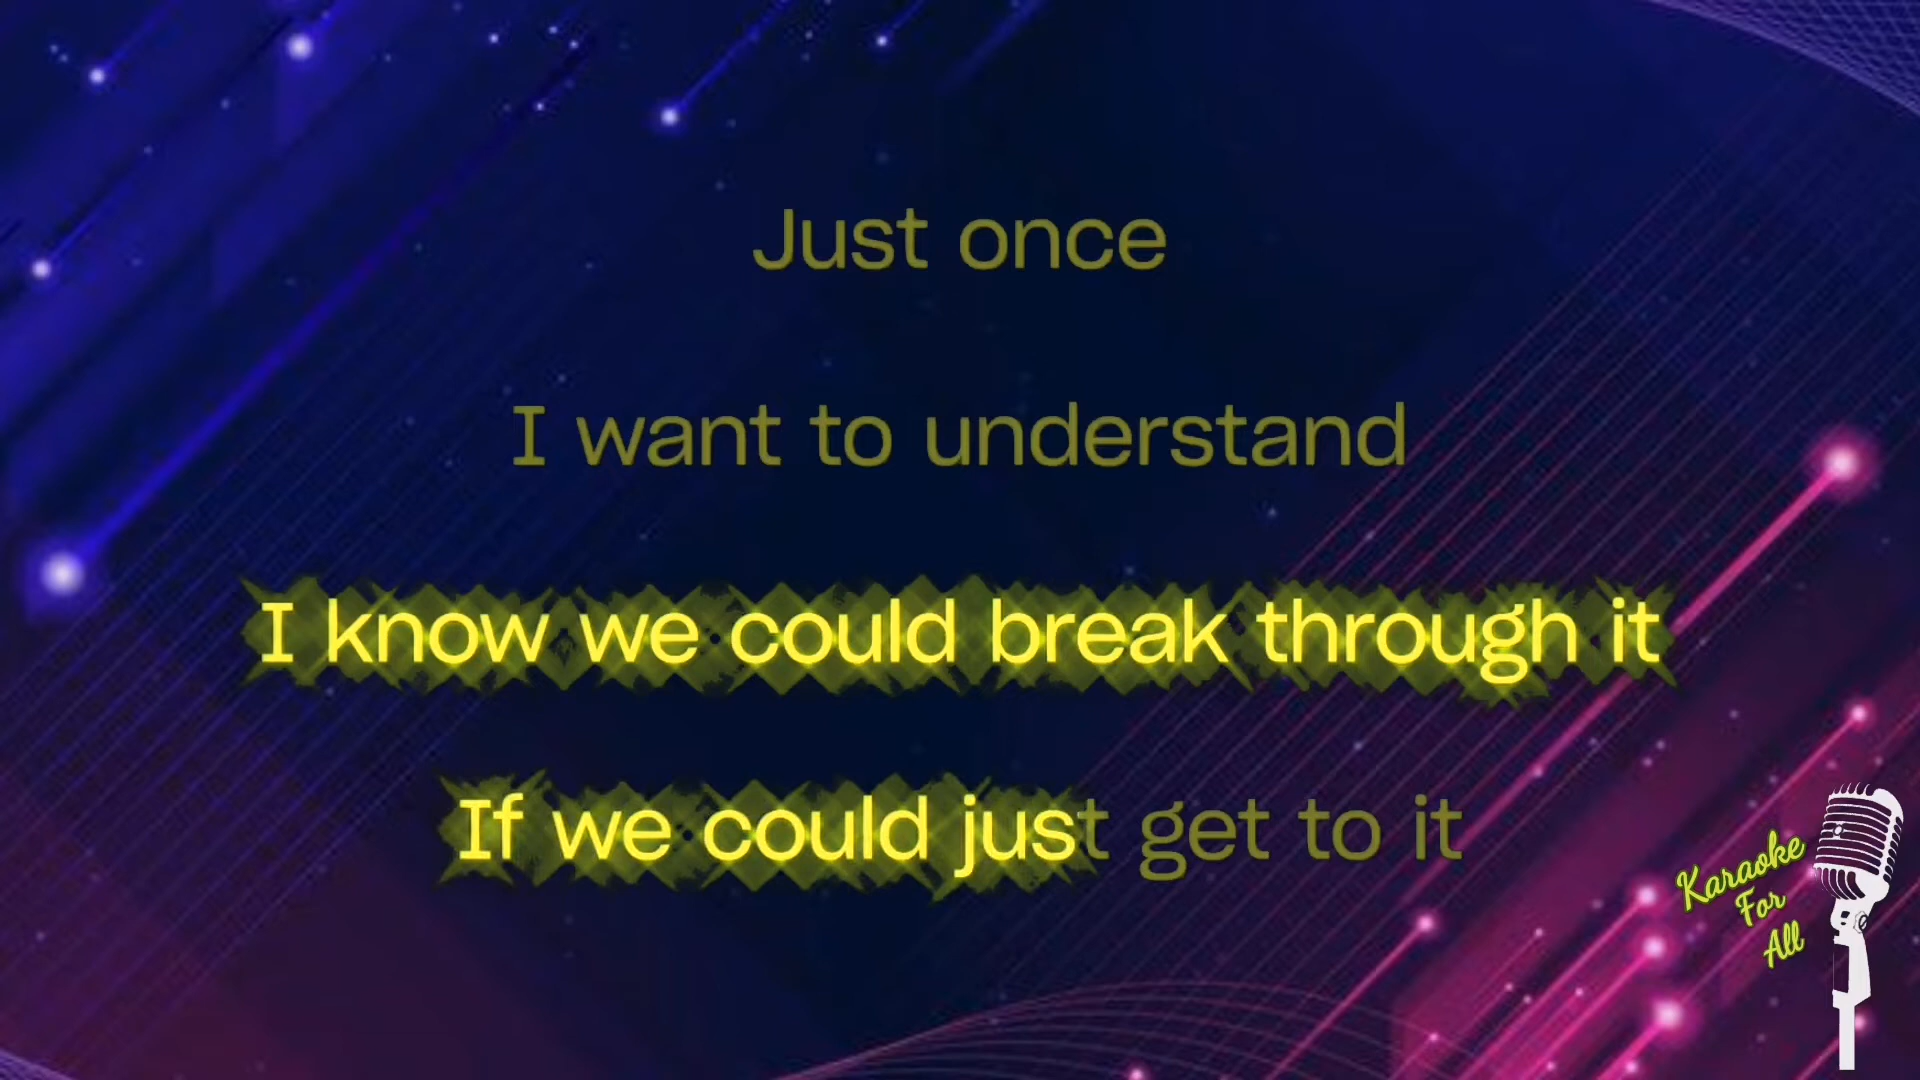 Just once
I want to understand
I know we could break through it
If we could just get to it
Karaoke
For
All